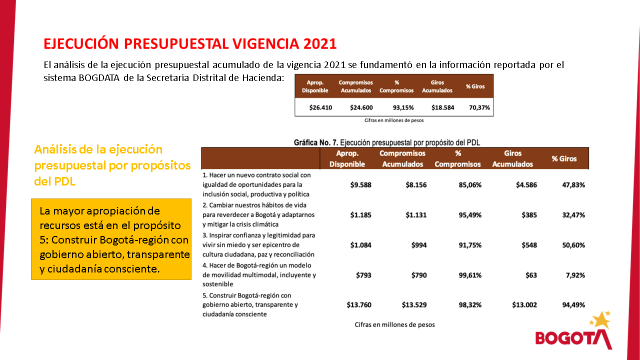 EJECUCIÓN PRESUPUESTAL VIGENCIA 2021
El análisis de la ejecución presupuestal acumulado de la vigencia 2021 se fundamentó en la información reportada por el
sistema BOGDATA de la Secretaria Distrital de Hacienda:
Aprop. Disponible Compromisos Acumulados % Compromisos Giros Acumulados % Giros
$26.410 $24.600 93,15% $18.584 70,37%
Cifras en millones de pesos
Análisis de la ejecución
presupuestal por propósitos
del PDL
La mayor apropiación de
recursos está en el propósito
5: Construir Bogotá-región con
gobierno abierto, transparente
y ciudadanía consciente.
Gráfica No. 7. Ejecución presupuestal por propósito del PDL
Aprop. Disponible Compromisos Acumulados % Compromisos Giros Acumulados % Giros
1. Hacer un nuevo contrato social con
igualdad de oportunidades para la
inclusión social, productiva y política
$9.588 $8.156 85,06% $4.586 47,83%
2. Cambiar nuestros hábitos de vida
para reverdecer a Bogotá y adaptarnos
y mitigar la crisis climática
$1.185 $1.131 95,49% $385 32,47%
3. Inspirar confianza y legitimidad para
vivir sin miedo y ser epicentro de
cultura ciudadana, paz y reconciliación
$1.084 $994 91,75% $548 50,60%
4. Hacer de Bogotá-región un modelo
de movilidad multimodal, incluyente y
sostenible
$793 $790 99,61% $63 7,92%
5. Construir Bogotá-región con
gobierno abierto, transparente y
ciudadanía consciente
$13.760 $13.529 98,32% $13.002 94,49%
Cifras en millones de pesos
BOGOTÁ